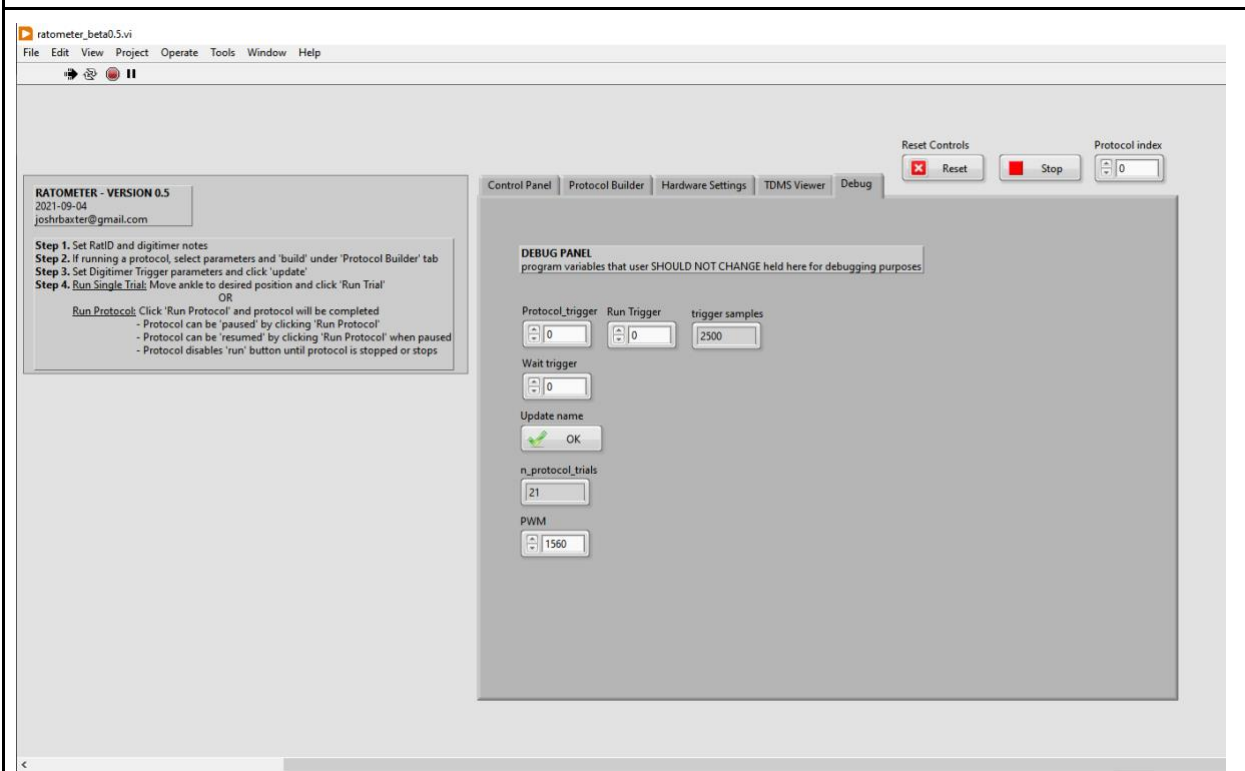 ratometer_beta0.5.vi
File Edit View Project Operate Tools Window Help
Reset Controls
Reset
Stop
Protocol index
0
RATOMETER - VERSION 0.5
2021-09-04
joshrbaxter@gmail.com
Step 1. Set RatID and digitimer notes
Step 2. If running a protocol, select parameters and 'build' under 'Protocol Builder' tab
Step 3. Set Digitimer Trigger parameters and click 'update'
Step 4. Run Single Trial: Move ankle to desired position and click 'Run Trial'
OR
Run Protocol: Click 'Run Protocol' and protocol will be completed
- Protocol can be 'paused' by clicking 'Run Protocol'
- Protocol can be 'resumed' by clicking 'Run Protocol' when paused
- Protocol disables 'run' button until protocol is stopped or stops
Control Panel Protocol Builder Hardware Settings TDMS Viewer Debug
DEBUG PANEL
program variables that user SHOULD NOT CHANGE held here for debugging purposes
Protocol_trigger Run Trigger trigger samples
0 0 2500
Wait trigger
0
Update name
OK
n_protocol_trials
21
PWM
1560